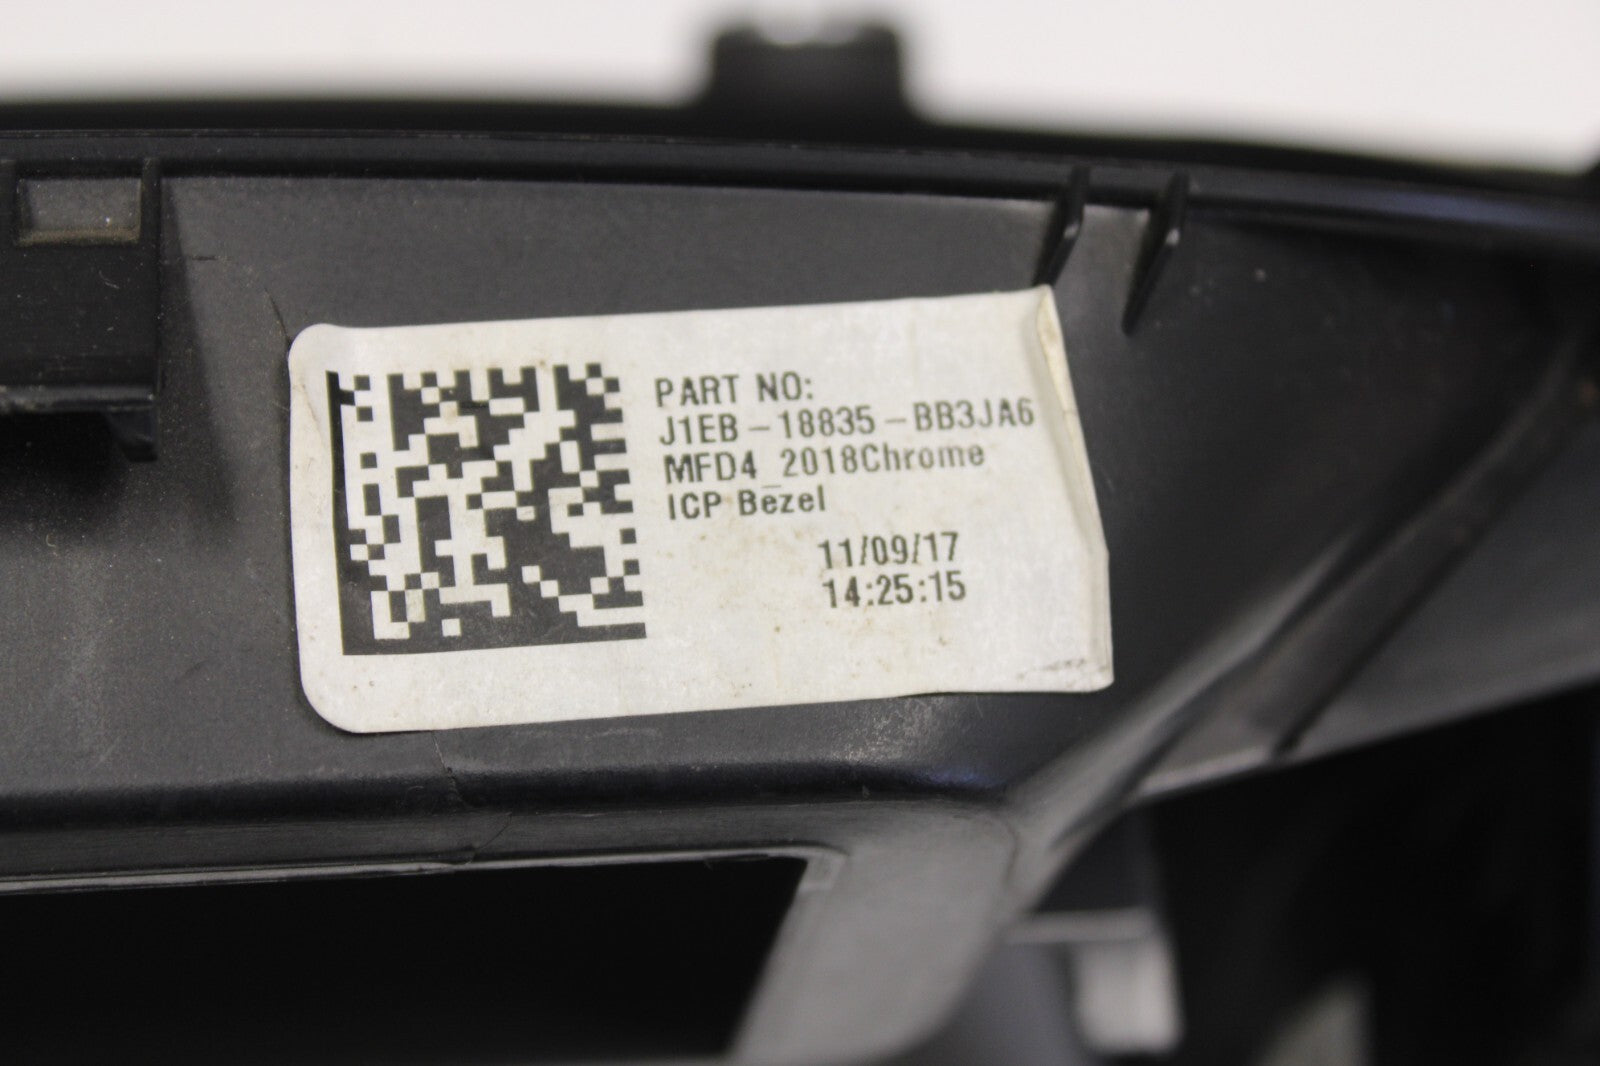 PART NO:
J1EB-18835-BB3JA6
MFD4_2018Chrome
ICP Bezel
11/09/17
14:25:15